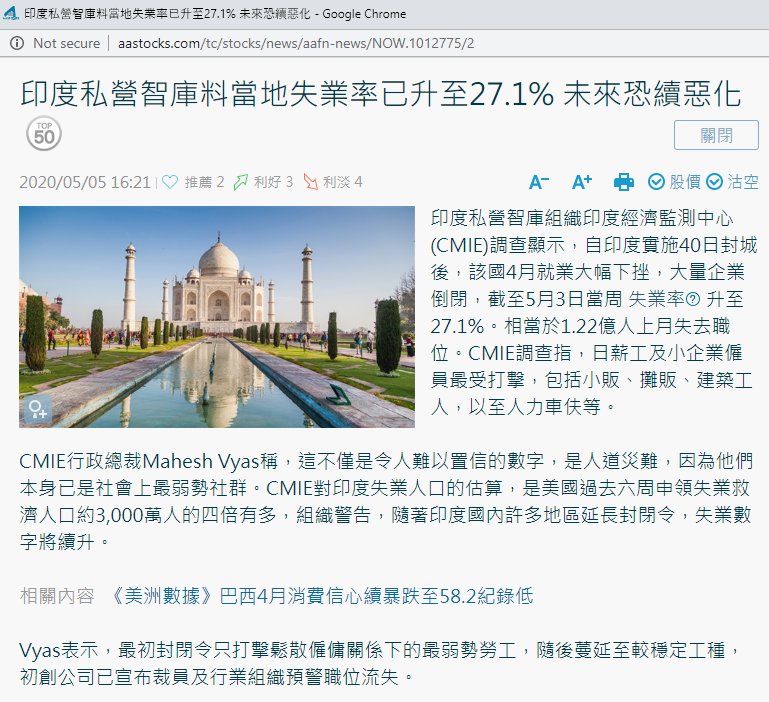 印度私營智庫料當地失業率已升至27.1% 未來恐續惡化 - Google Chrome
Not secure | aastocks.com/tc/stocks/news/aafn-news/NOW.1012775/2
印度私營智庫料當地失業率已升至27.1% 未來恐續惡化
TOP 50
關閉
2020/05/05 16:21 推薦 2 利好 3 利淡 4 A− A+ 股價 沽空
印度私營智庫組織印度經濟監測中心
(CMIE)調查顯示，自印度實施40日封城
後，該國4月就業大幅下挫，大量企業
倒閉，截至5月3日當周 失業率? 升至
27.1%。相當於1.22億人上月失去職
位。CMIE調查指，日薪工及小企業僱
員最受打擊，包括小販、攤販、建築工
人，以至人力車伕等。
CMIE行政總裁Mahesh Vyas稱，這不僅是令人難以置信的數字，是人道災難，因為他們
本身已是社會上最弱勢社群。CMIE對印度失業人口的估算，是美國過去六周申領失業救
濟人口約3,000萬人的四倍有多，組織警告，隨著印度國內許多地區延長封閉令，失業數
字將續升。
相關內容 《美洲數據》巴西4月消費信心續暴跌至58.2紀錄低
Vyas表示，最初封閉令只打擊鬆散僱傭關係下的最弱勢勞工，隨後蔓延至較穩定工種，
初創公司已宣布裁員及行業組織預警職位流失。